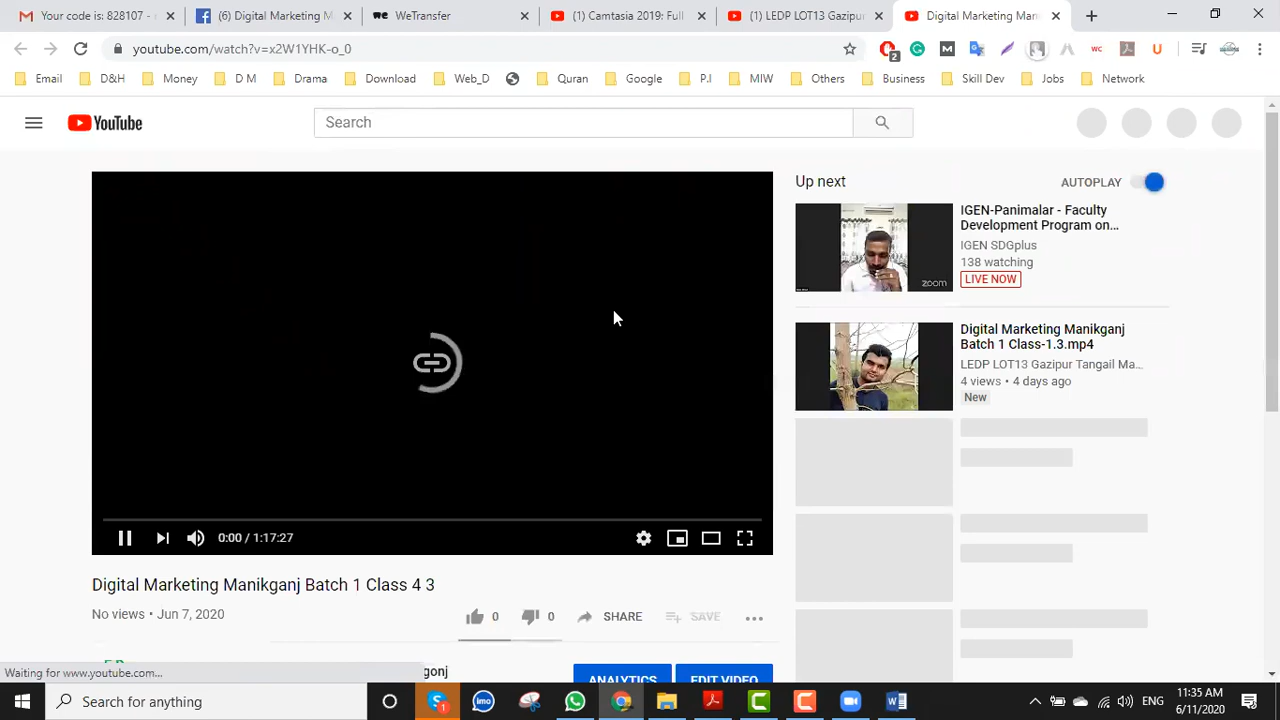 Your code is: 828107 -
(6) Digital Marketing M
WeTransfer
(1) Camtasia 2019: Full
(1) LEDP LOT13 Gazipur
Digital Marketing Man
youtube.com/watch?v=x2W1YHK-o_0
2
WC
Email
D&H
Money
D M
Drama
Download
Web_D
Quran
Google
P.I
MIW
Others
Business
Skill Dev
Jobs
Network
YouTube
Search
Up next
AUTOPLAY
IGEN-Panimalar - Faculty
Development Program on...
IGEN SDGplus
138 watching
LIVE NOW
zoom
Digital Marketing Manikganj
Batch 1 Class-1.3.mp4
LEDP LOT13 Gazipur Tangail Ma...
4 views • 4 days ago
New
0:00 / 1:17:27
Digital Marketing Manikganj Batch 1 Class 4 3
No views • Jun 7, 2020
0
0
SHARE
SAVE
ANALYTICS
EDIT VIDEO
Waiting for www.youtube.com...
Search for anything
1
imo
ENG
11:35 AM
6/11/2020